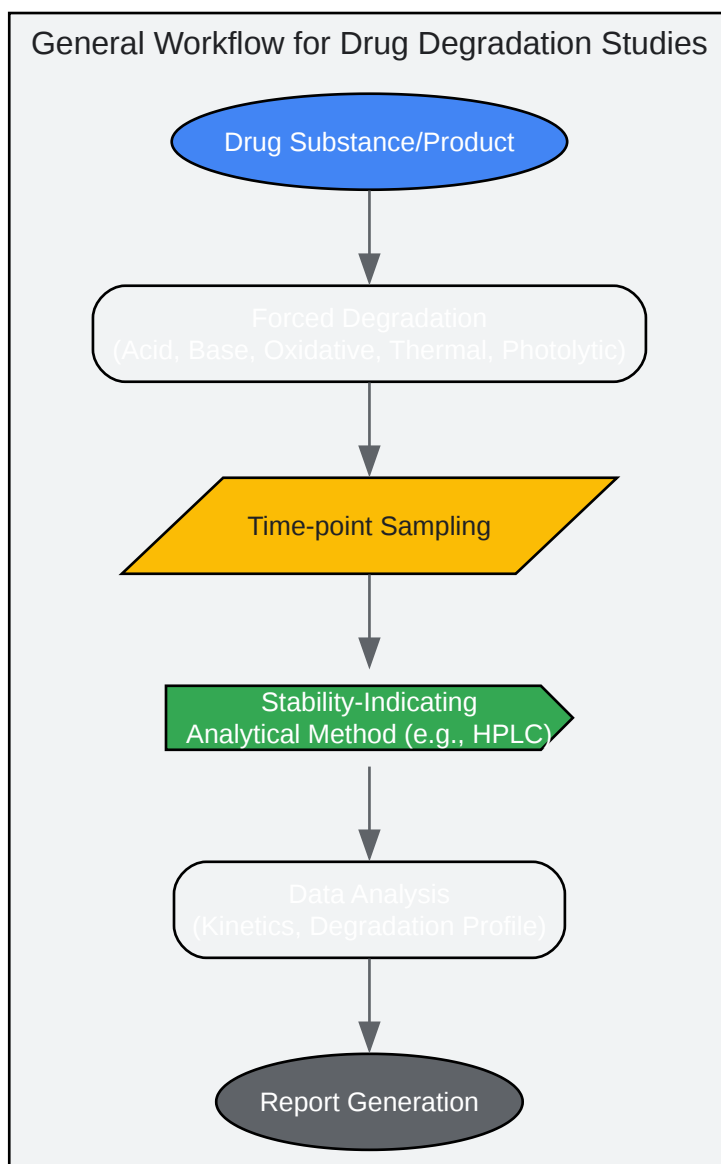 General Workflow for Drug Degradation Studies
Drug Substance/Product
Forced Degradation
(Acid, Base, Oxidative, Thermal, Photolytic)
Time-point Sampling
Stability-Indicating
Analytical Method (e.g., HPLC)
Data Analysis
(Kinetics, Degradation Profile)
Report Generation